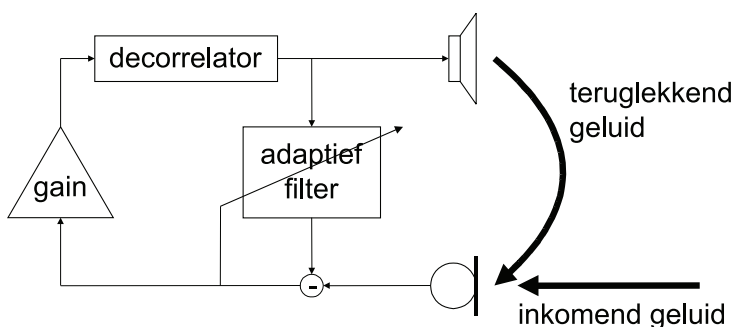 decorrelator
teruglekkend
geluid
adaptief
filter
gain
-
inkomend geluid